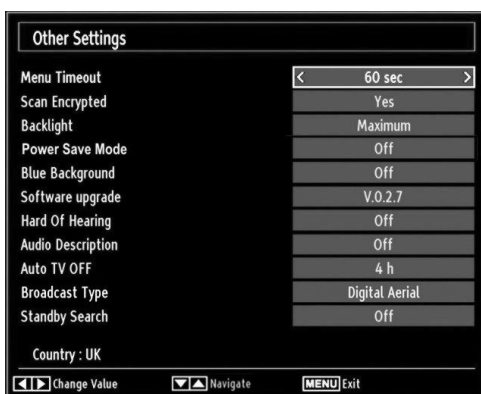 Other Settings
Menu Timeout < 60 sec >
Scan Encrypted Yes
Backlight Maximum
Power Save Mode Off
Blue Background Off
Software upgrade V.0.2.7
Hard Of Hearing Off
Audio Description Off
Auto TV OFF 4 h
Broadcast Type Digital Aerial
Standby Search Off
Country : UK
Change Value Navigate MENU Exit